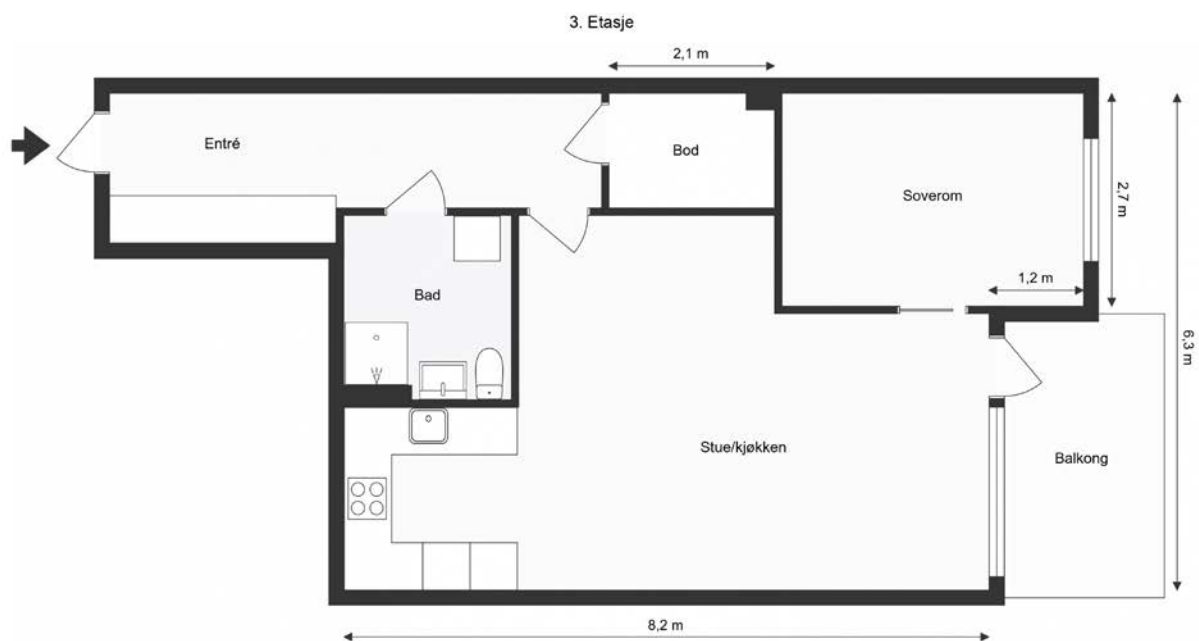 3. Etasje
2,1 m
Entré
Bod
Soverom
2,7 m
1,2 m
Bad
6,3 m
Stue/kjøkken
Balkong
8,2 m